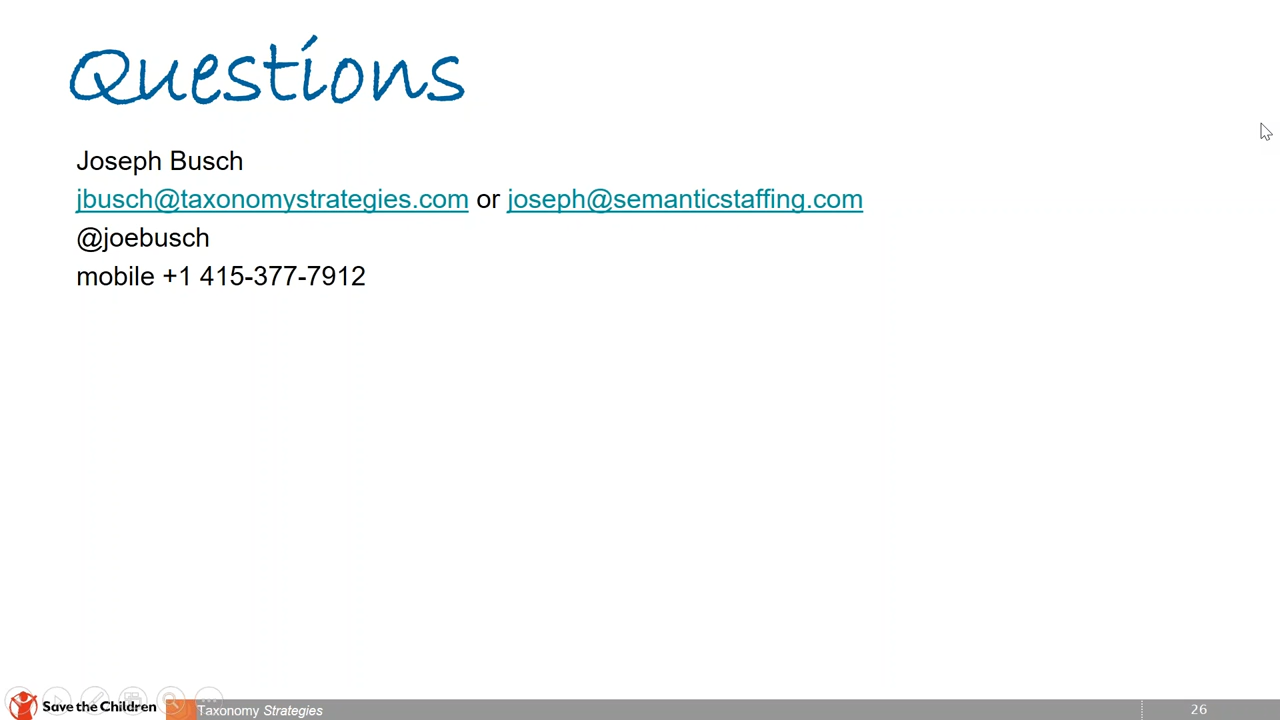 Questions
Joseph Busch
jbusch@taxonomystrategies.com or joseph@semanticstaffing.com
@joebusch
mobile +1 415-377-7912
Save the Children
Taxonomy Strategies
26